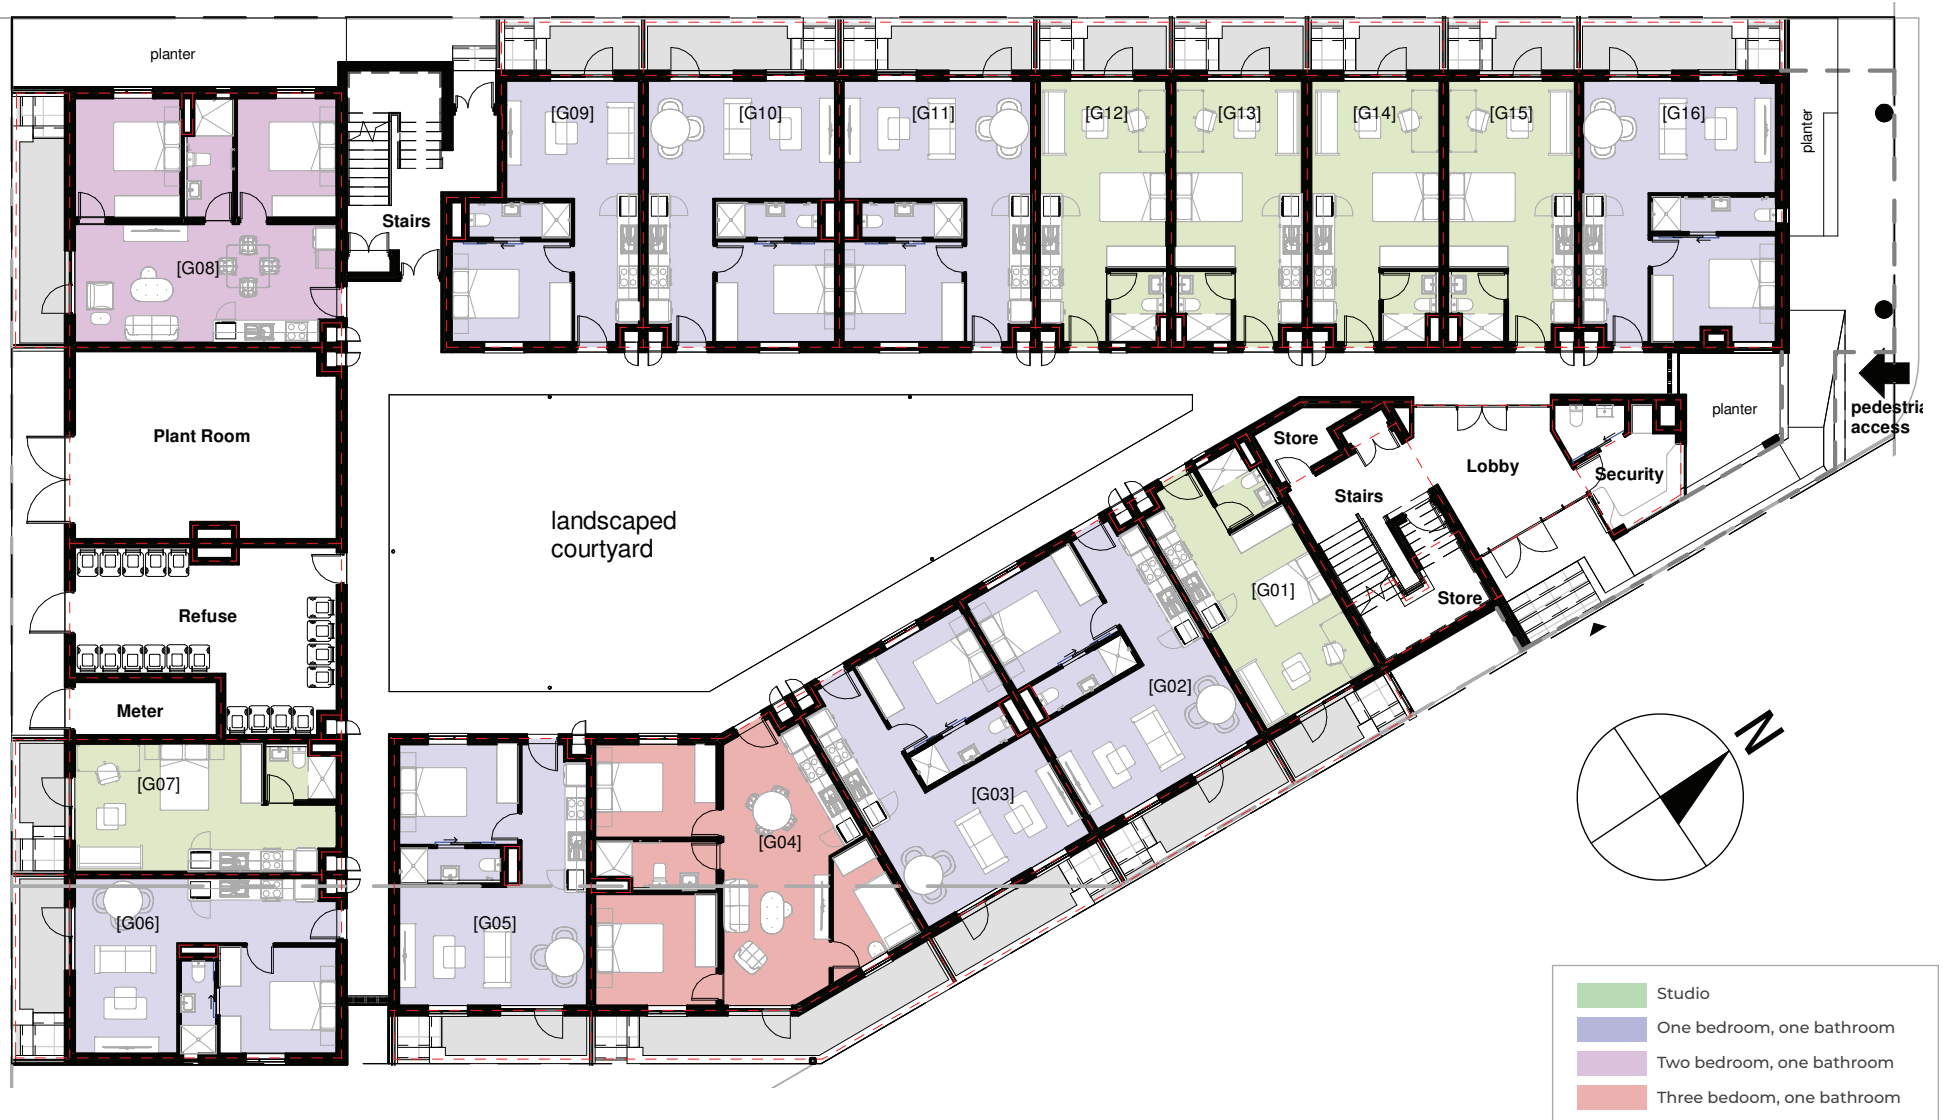 planter
[G09]
[G10]
[G11]
[G12]
[G13]
[G14]
[G15]
[G16]
planter
Stairs
[G08]
pedestria
access
planter
Plant Room
Store
Lobby
Security
Stairs
landscaped
courtyard
[G01]
Store
Refuse
Meter
[G02]
N
[G07]
[G03]
[G04]
[G06]
[G05]
Studio
One bedroom, one bathroom
Two bedroom, one bathroom
Three bedoom, one bathroom